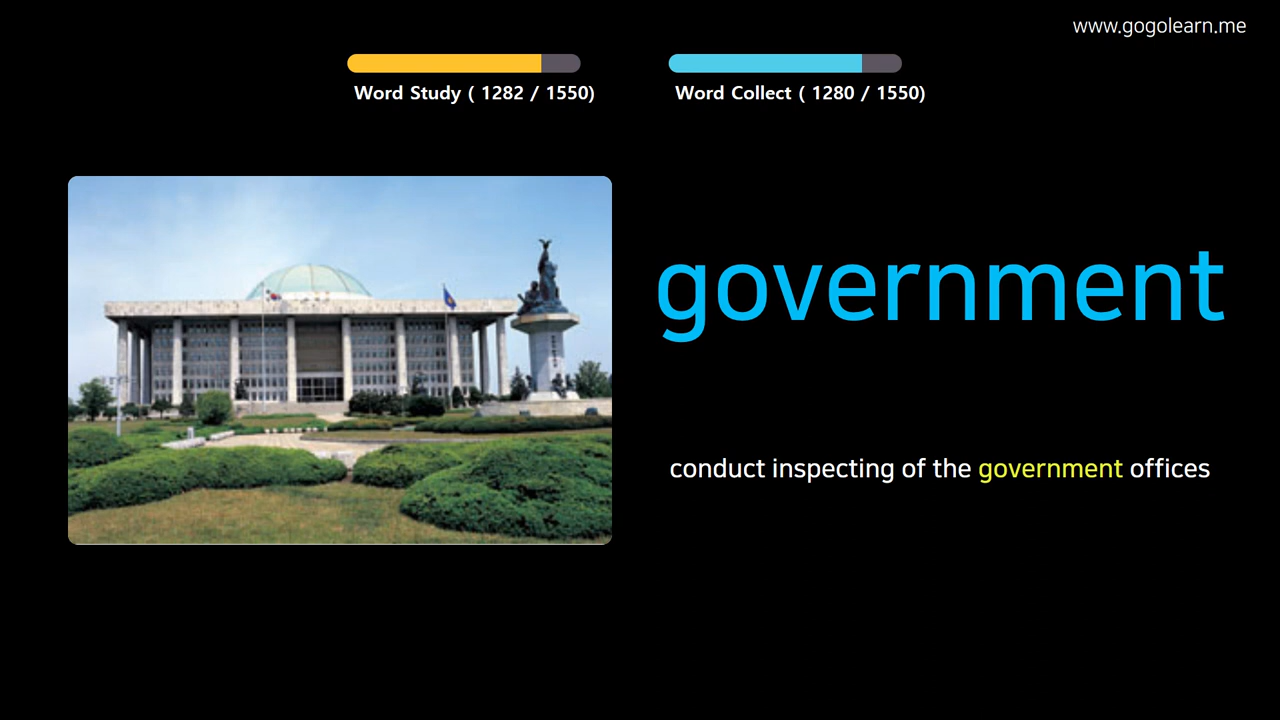 www.gogolearn.me
Word Study ( 1282 / 1550)
Word Collect ( 1280 / 1550)
government
conduct inspecting of the government offices